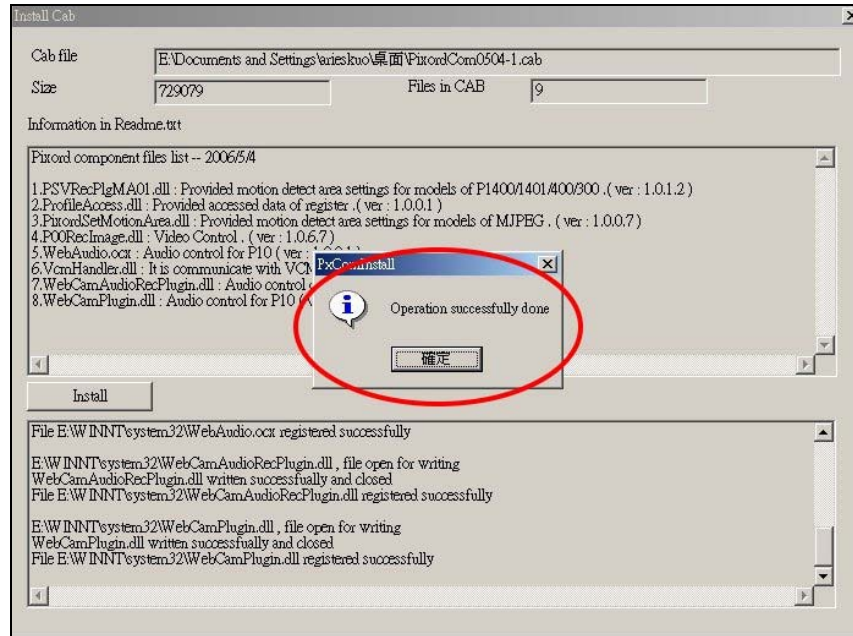 Install Cab
Cab file
E:\Documents and Settings\arieskuo\桌面\PixordCom0504-1.cab
Size
729079
Files in CAB
9
Information in Readme.txt
Pixord component files list -- 2006/5/4
1.PSVRecPlgMA01.dll : Provided motion detect area settings for models of P1400/1401/400/300 .( ver : 1.0.1.2 )
2.ProfileAccess.dll : Provided accessed data of register .( ver : 1.0.0.1 )
3.PixordSetMotionArea.dll : Provided motion detect area settings for models of MJPEG . ( ver : 1.0.0.7 )
4.P00RecImage.dll : Video Control . ( ver : 1.0.6.7 )
5.WebAudio.ocx : Audio control for P10 ( ver :
6.VcmHandler.dll : It is communicate with VCM
7.WebCamAudioRecPlugin.dll : Audio control
8.WebCamPlugin.dll : Audio control for P10 (
PxComInstall
Operation successfully done
確定
Install
File E:\WINNT\system32\WebAudio.ocx registered successfully
E:\WINNT\system32\WebCamAudioRecPlugin.dll , file open for writing
WebCamAudioRecPlugin.dll written successfually and closed
File E:\WINNT\system32\WebCamAudioRecPlugin.dll registered successfully
E:\WINNT\system32\WebCamPlugin.dll , file open for writing
WebCamPlugin.dll written successfually and closed
File E:\WINNT\system32\WebCamPlugin.dll registered successfully